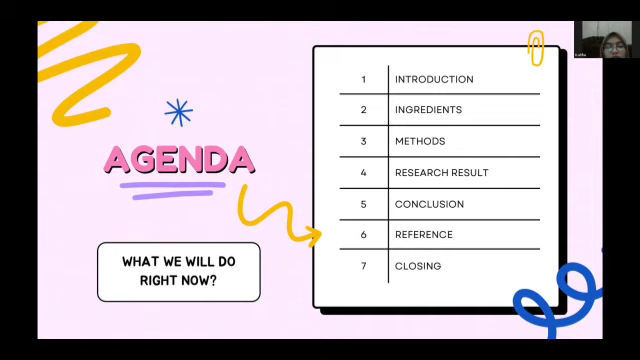 AGENDA
WHAT WE WILL DO
RIGHT NOW?
1 INTRODUCTION
2 INGREDIENTS
3 METHODS
4 RESEARCH RESULT
5 CONCLUSION
6 REFERENCE
7 CLOSING